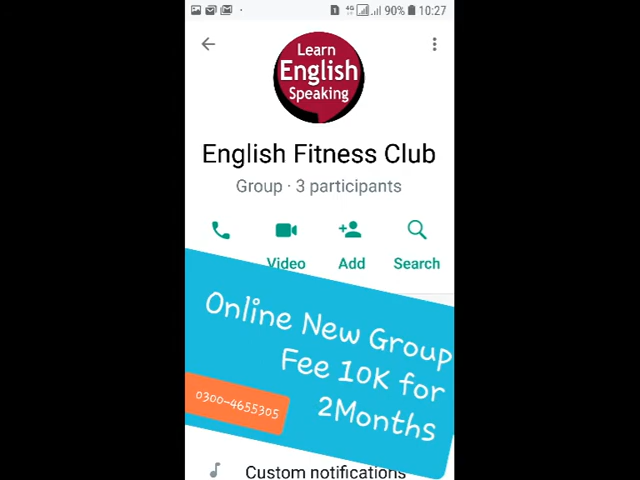 90% 10:27
Learn
English
Speaking
English Fitness Club
Group · 3 participants
Video Add Search
Online New Group
Fee 10K for
2Months
0300-4655305
Custom notifications